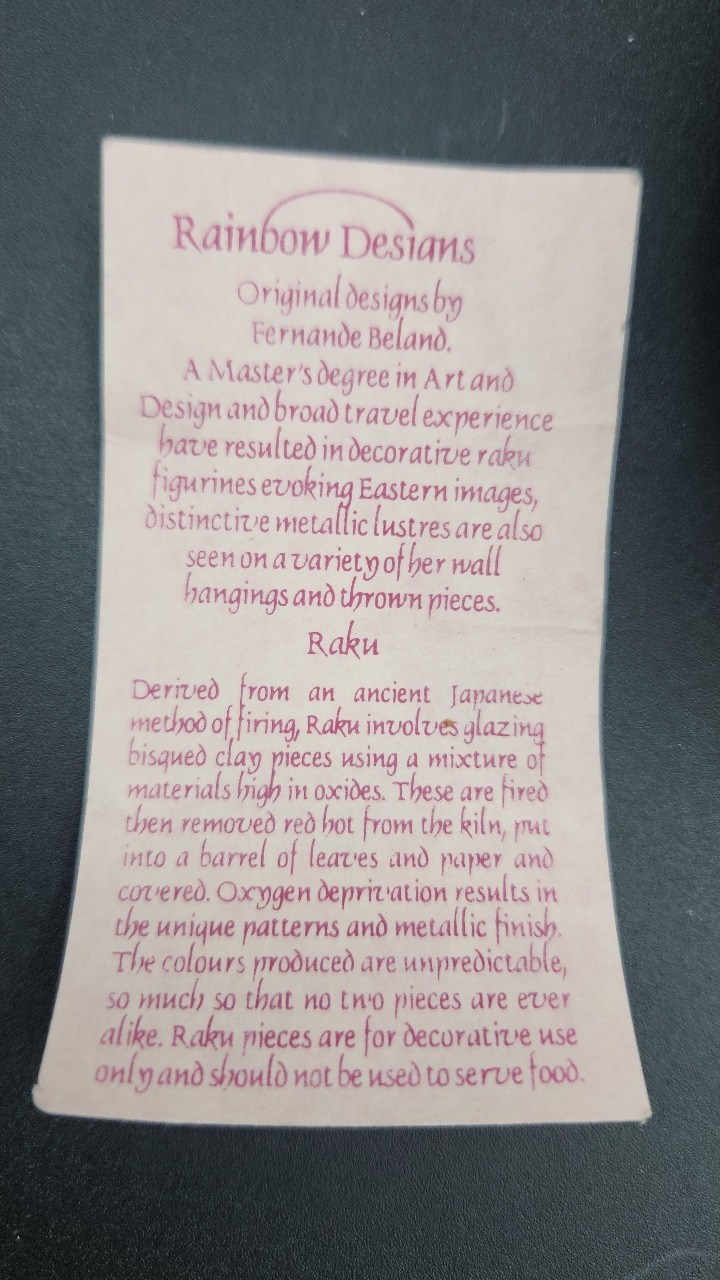 Rainbow Designs
Original designs by
Fernande Beland.
A Master's degree in Art and
Design and broad travel experience
have resulted in decorative raku
figurines evoking Eastern images,
distinctive metallic lustres are also
seen on a variety of her wall
hangings and thrown pieces.
Raku
Derived from an ancient Japanese
method of firing, Raku involves glazing
bisqued clay pieces using a mixture of
materials high in oxides. These are fired
then removed red hot from the kiln, put
into a barrel of leaves and paper and
covered. Oxygen deprivation results in
the unique patterns and metallic finish.
The colours produced are unpredictable,
so much so that no two pieces are ever
alike. Raku pieces are for decorative use
only and should not be used to serve food.